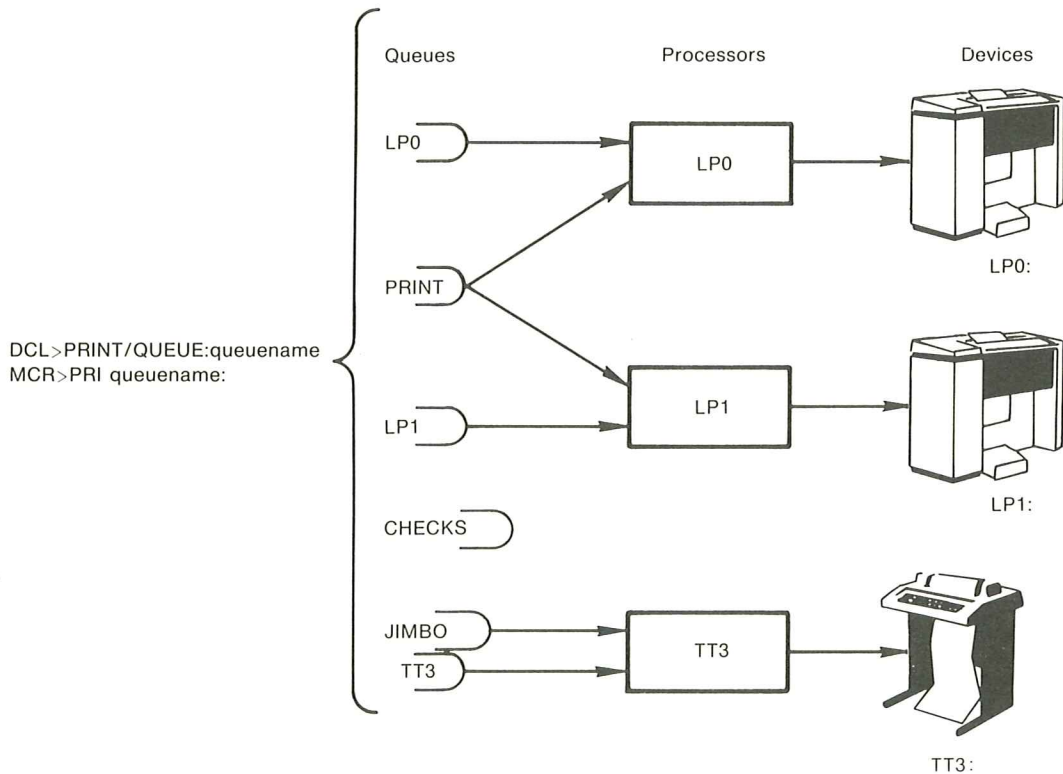 Queues
Processors
Devices
LP0
LP0
LP0:
PRINT
DCL>PRINT/QUEUE:queuename
MCR>PRI queuename:
LP1
LP1
LP1:
CHECKS
JIMBO
TT3
TT3
TT3: